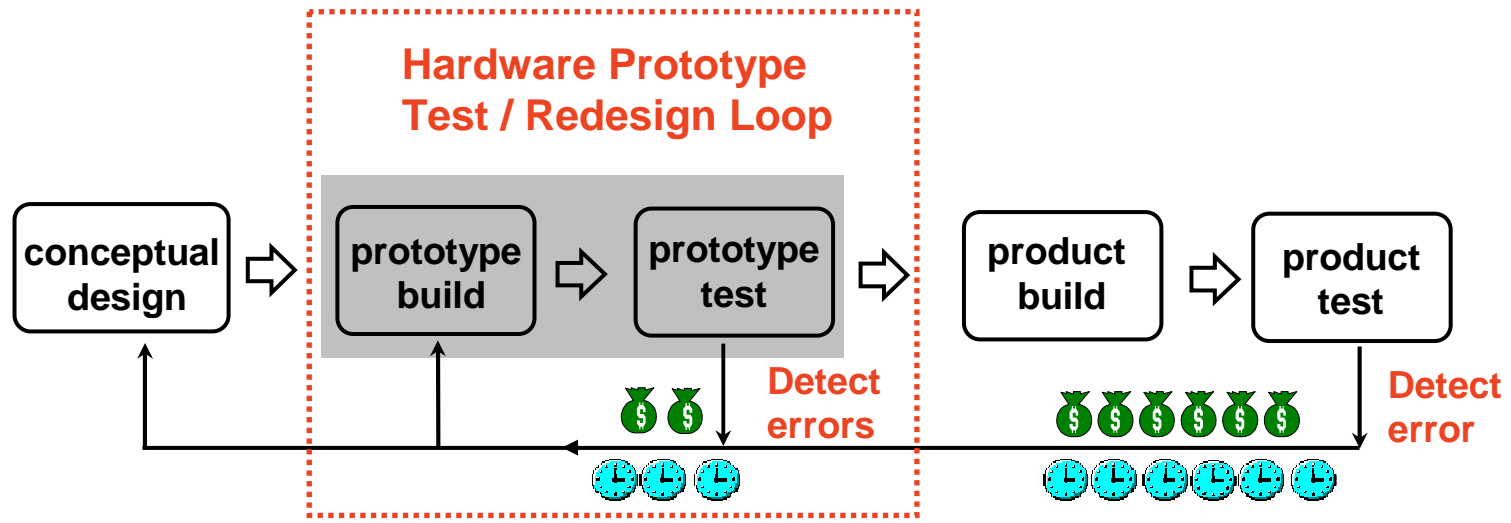 Hardware Prototype
Test / Redesign Loop
conceptual
design
prototype
build
prototype
test
product
build
product
test
Detect
errors
Detect
error
$ $
$ $ $ $ $ $